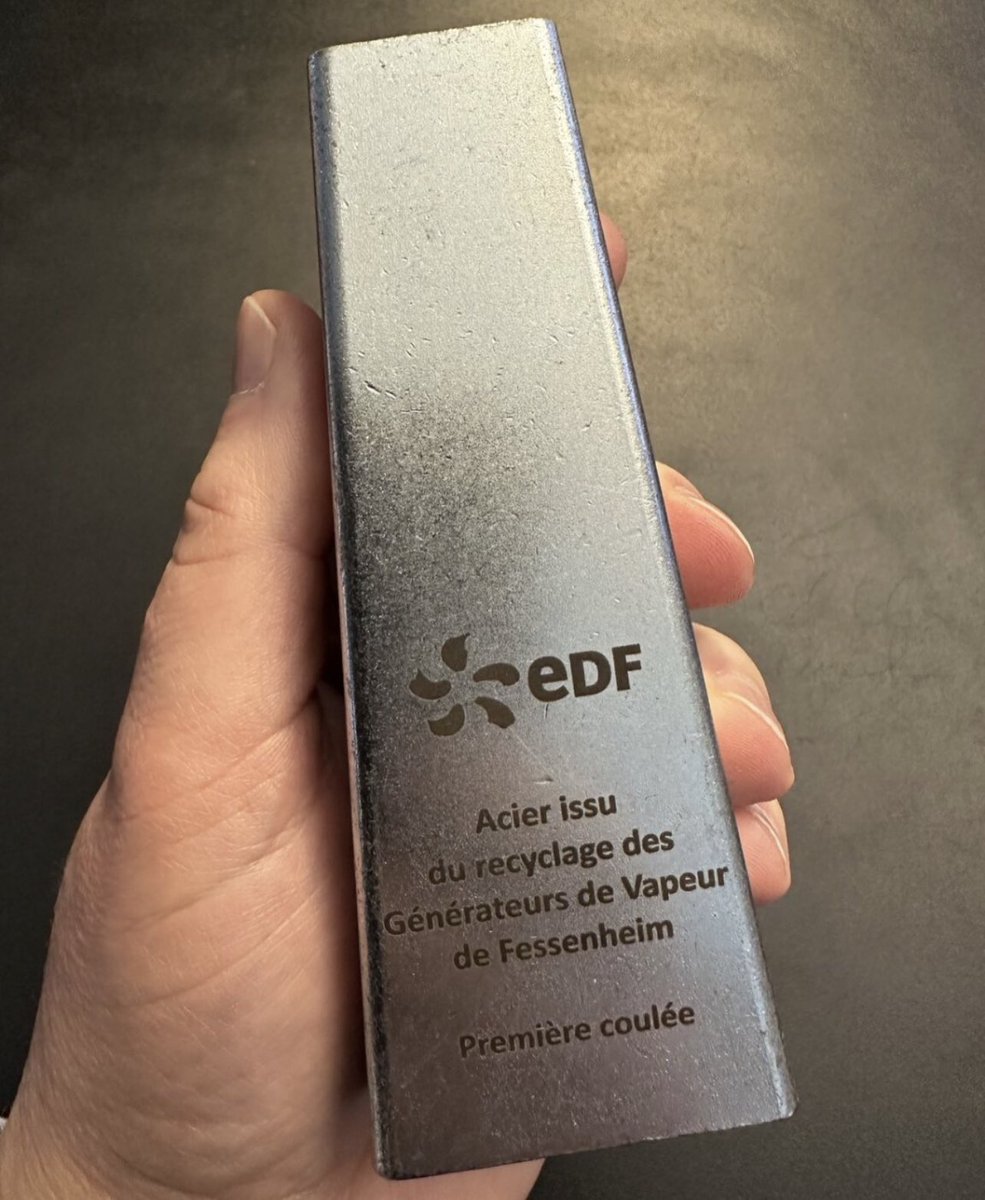 eDF
Acier issu
du recyclage des
Générateurs de Vapeur
de Fessenheim
Première coulée